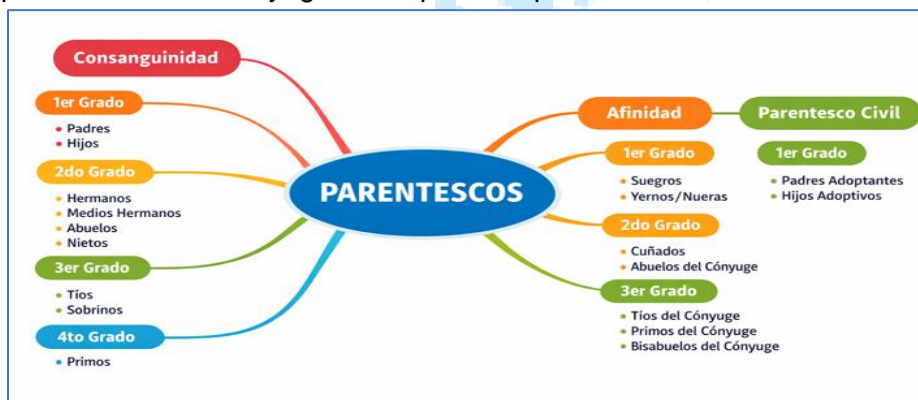 Consanguinidad
1er Grado
• Padres
• Hijos
2do Grado
• Hermanos
• Medios Hermanos
• Abuelos
• Nietos
3er Grado
• Tíos
• Sobrinos
4to Grado
• Primos
PARENTESCOS
Afinidad
1er Grado
• Suegros
• Yernos/Nueras
2do Grado
• Cuñados
• Abuelos del Cónyuge
3er Grado
• Tíos del Cónyuge
• Primos del Cónyuge
• Bisabuelos del Cónyuge
Parentesco Civil
1er Grado
• Padres Adoptantes
• Hijos Adoptivos